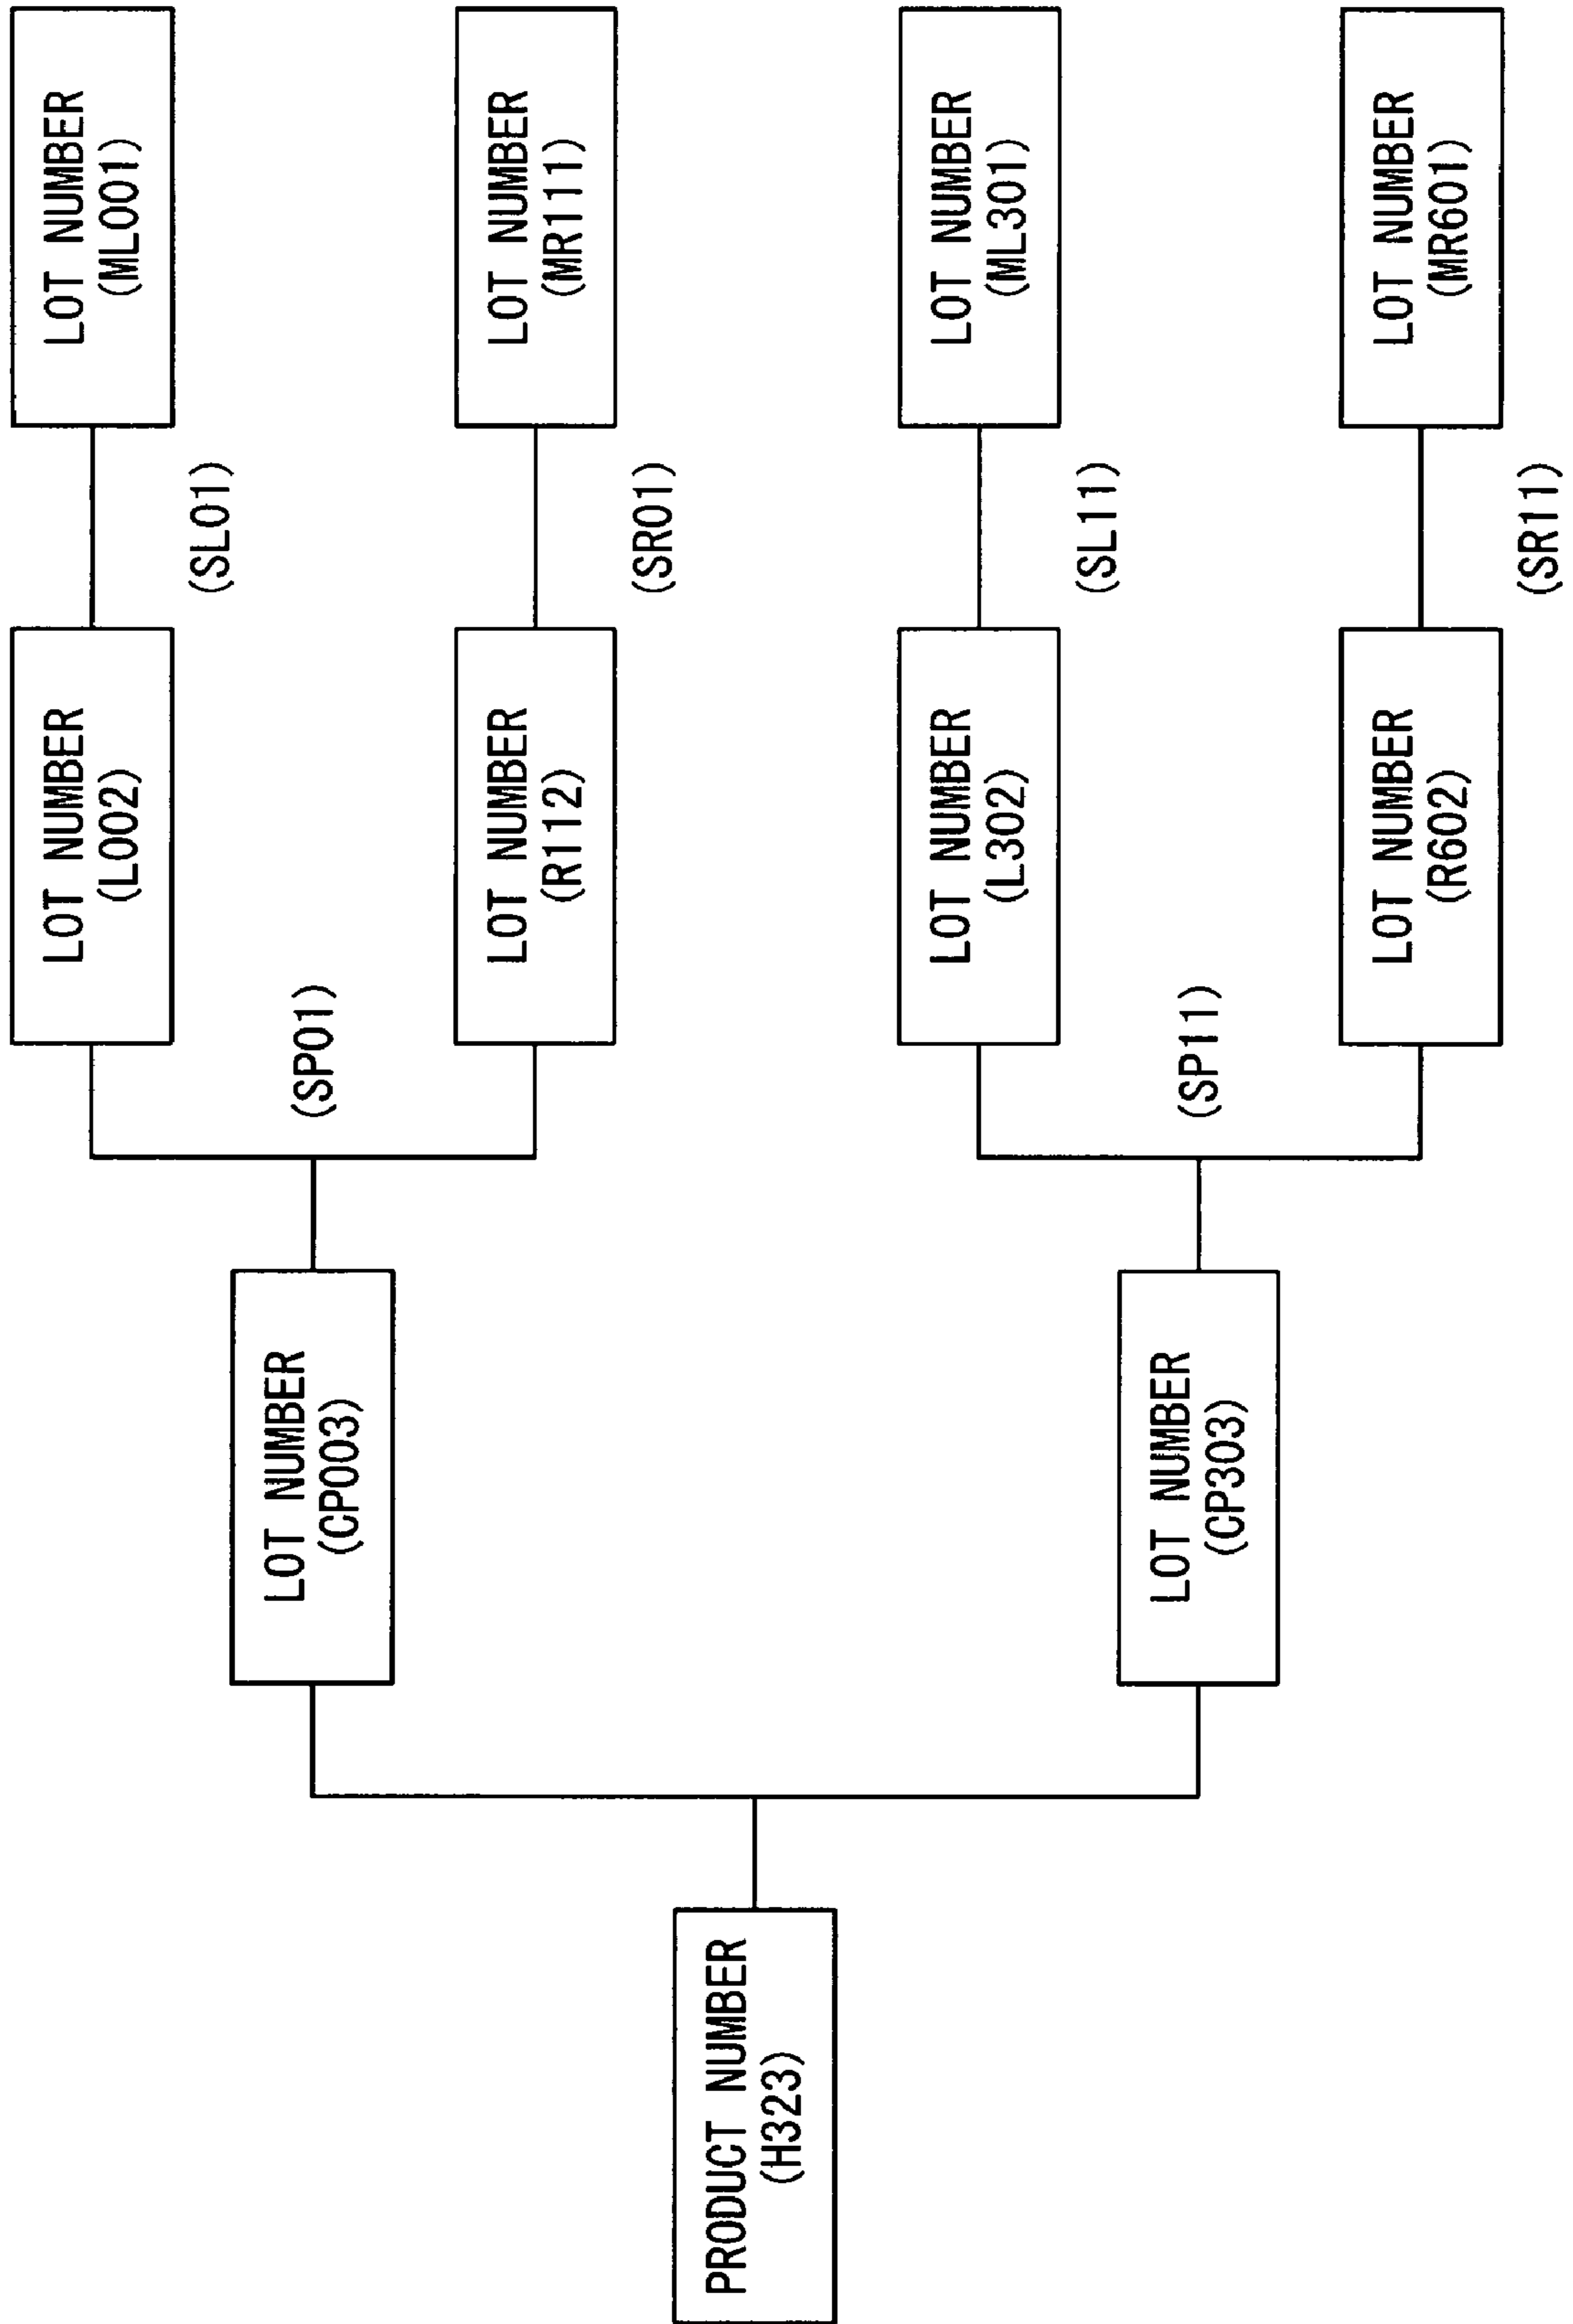 PRODUCT NUMBER
(H323)
LOT NUMBER
(CP003)
LOT NUMBER
(CP303)
(SP01)
(SP11)
LOT NUMBER
(L002)
LOT NUMBER
(R112)
LOT NUMBER
(L302)
LOT NUMBER
(R602)
(SL01)
(SR01)
(SL11)
(SR11)
LOT NUMBER
(ML001)
LOT NUMBER
(MR111)
LOT NUMBER
(ML301)
LOT NUMBER
(MR601)